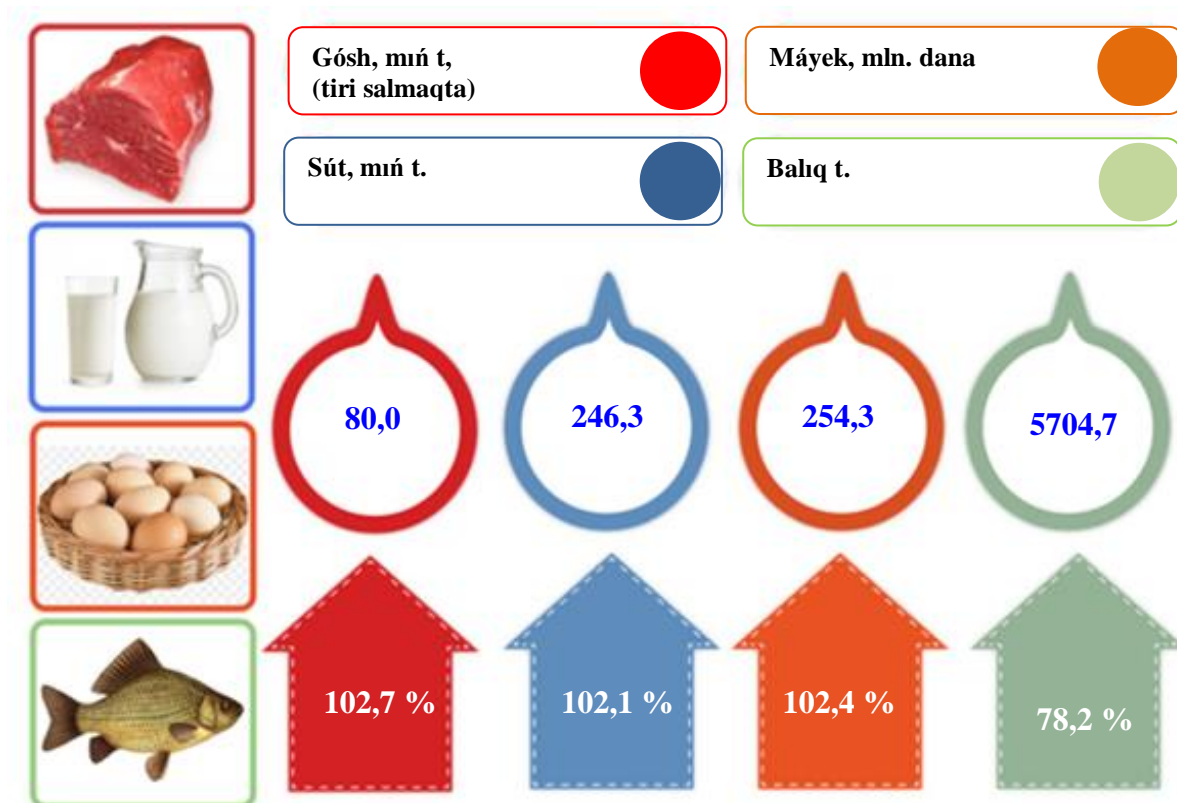 Gósh, mıń t,
(tiri salmaqta)
Máyek, mln. dana
Sút, mıń t.
Balıq t.
80,0
246,3
254,3
5704,7
102,7 %
102,1 %
102,4 %
78,2 %